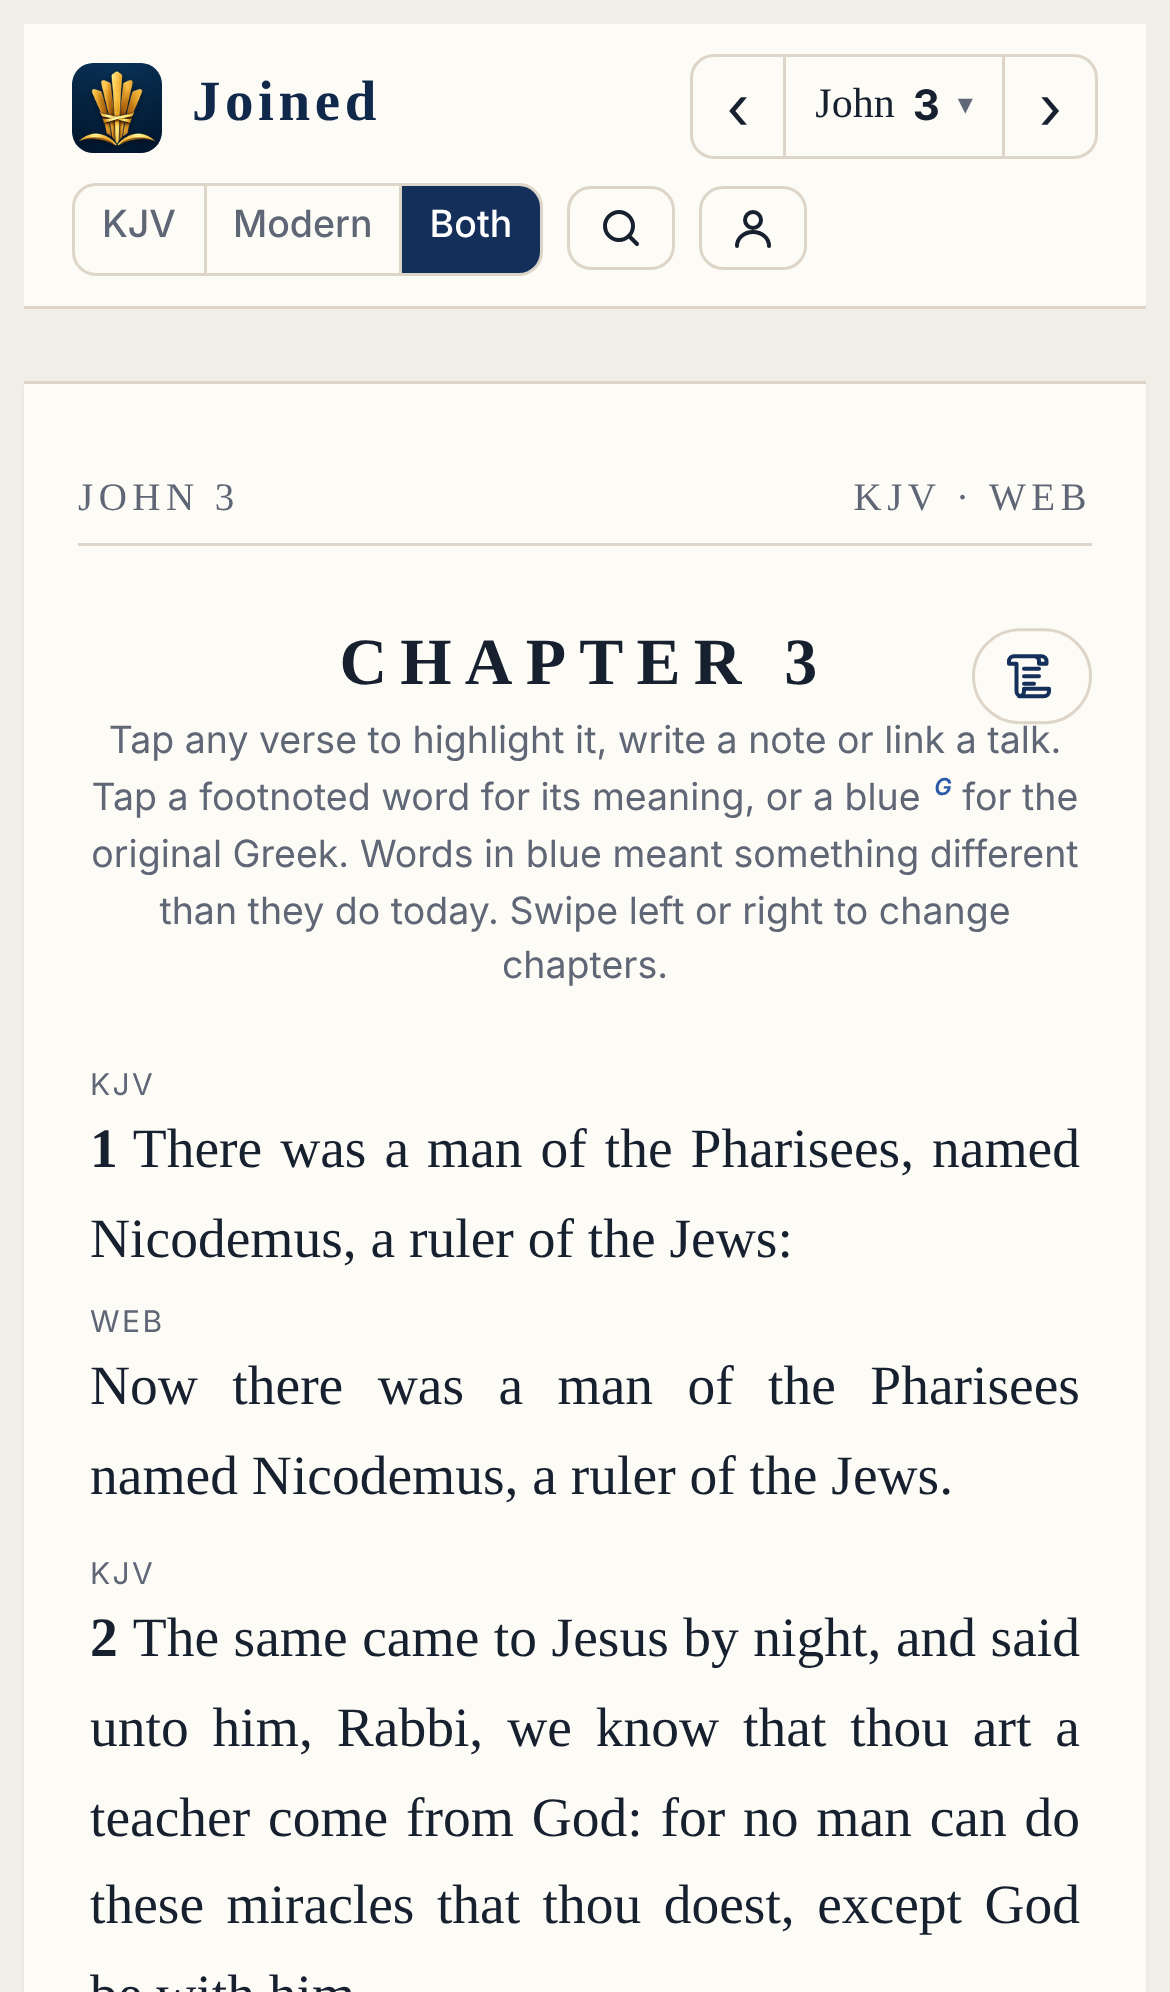 Joined
‹ John 3 ▾ ›
KJV Modern Both
JOHN 3 KJV · WEB
CHAPTER 3
Tap any verse to highlight it, write a note or link a talk.
Tap a footnoted word for its meaning, or a blue G for the
original Greek. Words in blue meant something different
than they do today. Swipe left or right to change
chapters.
KJV
1 There was a man of the Pharisees, named
Nicodemus, a ruler of the Jews:
WEB
Now there was a man of the Pharisees
named Nicodemus, a ruler of the Jews.
KJV
2 The same came to Jesus by night, and said
unto him, Rabbi, we know that thou art a
teacher come from God: for no man can do
these miracles that thou doest, except God
be with him